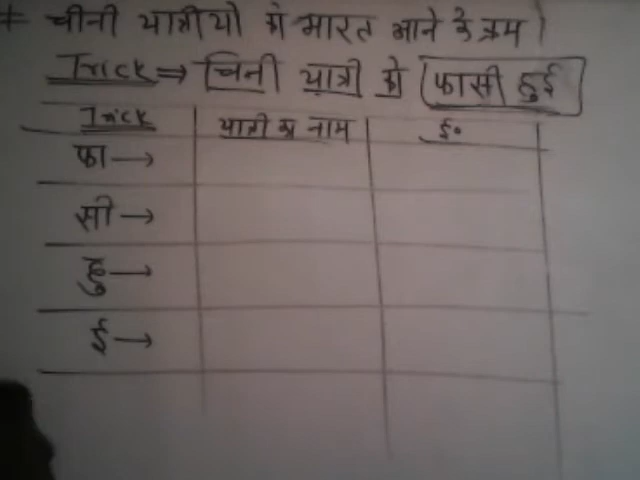 # चीनी यात्रीयो मे भारत आने के क्रम।
Trick ⇒ चिनी यात्री को फासी हुई
Trick यात्री का नाम ई०
फा →
सी →
हु →
ई →